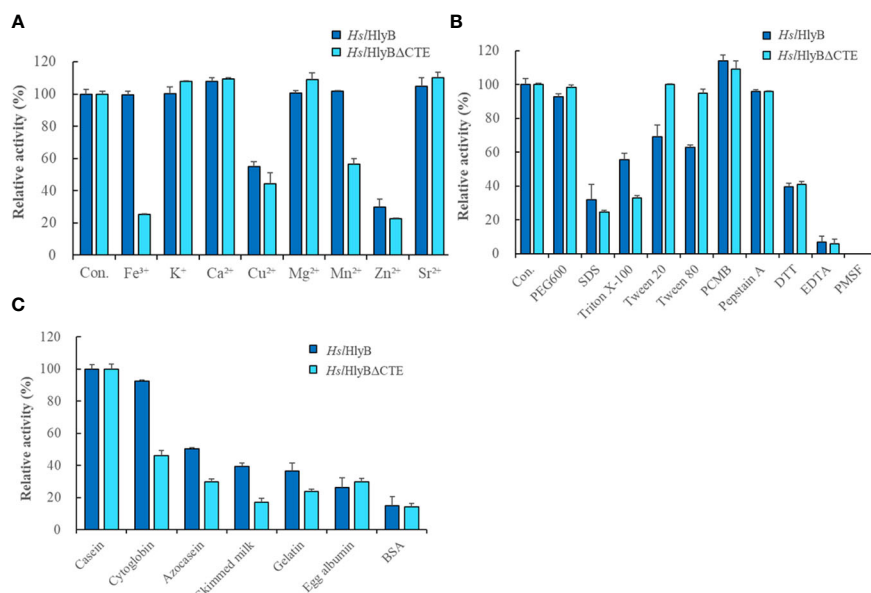 A
HslHlyB
HslHlyBΔCTE
Relative activity (%)
120
100
80
60
40
20
0
Con. Fe³⁺ K⁺ Ca²⁺ Cu²⁺ Mg²⁺ Mn²⁺ Zn²⁺ Sr²⁺
B
HslHlyB
HslHlyBΔCTE
Relative activity (%)
120
100
80
60
40
20
0
Con. PEG600 SDS Triton X-100 Tween 20 Tween 80 PCMB Pepstain A DTT EDTA PMSF
C
HslHlyB
HslHlyBΔCTE
Relative activity (%)
120
100
80
60
40
20
0
Casein Cytoglobin Azocasein Skimmed milk Gelatin Egg albumin BSA